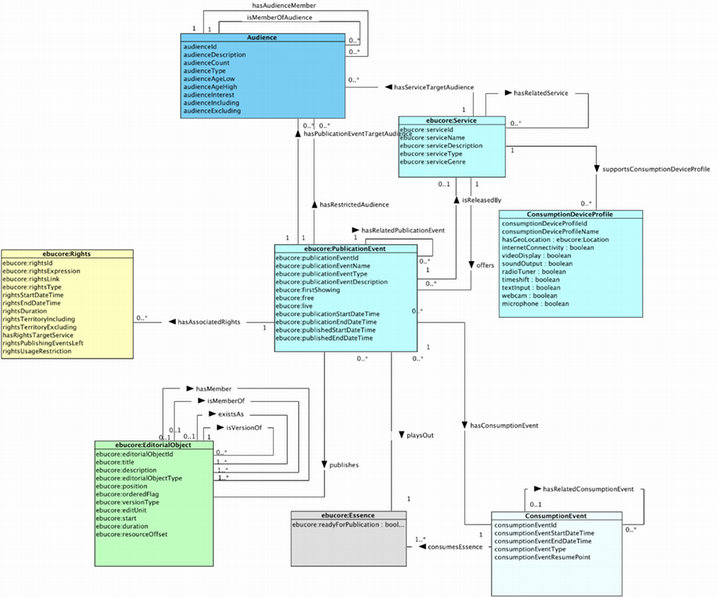 hasAudienceMember
isMemberOfAudience
1
1
0..*
0..*
Audience
audienceId
audienceDescription
audienceCount
audienceType
audienceAgeLow
audienceAgeHigh
audienceInterest
audienceIncluding
audienceExcluding
0..*
hasServiceTargetAudience
1
hasRelatedService
0..*
0..*
0..*
hasPublicationEventTargetAudience
ebucore:Service
ebucore:serviceId
ebucore:serviceName
ebucore:serviceDescription
ebucore:serviceType
ebucore:serviceGenre
1
supportsConsumptionDeviceProfile
0..1
1
isReleasedBy
0..*
hasRestrictedAudience
ConsumptionDeviceProfile
consumptionDeviceProfileId
consumptionDeviceProfileName
hasGeoLocation : ebucore:Location
internetConnectivity : boolean
videoDisplay : boolean
soundOutput : boolean
radioTuner : boolean
timeshift : boolean
textInput : boolean
webcam : boolean
microphone : boolean
hasRelatedPublicationEvent
1
1
1
0..*
offers
ebucore:PublicationEvent
ebucore:publicationEventId
ebucore:publicationEventName
ebucore:publicationEventType
ebucore:publicationEventDescription
ebucore:firstShowing
ebucore:free
ebucore:live
ebucore:publicationStartDateTime
ebucore:publicationEndDateTime
ebucore:publishedStartDateTime
ebucore:publishedEndDateTime
1
0..*
0..*
1
0..*
0..*
ebucore:Rights
ebucore:rightsId
ebucore:rightsExpression
ebucore:rightsLink
ebucore:rightsType
rightsStartDateTime
rightsEndDateTime
rightsDuration
rightsTerritoryIncluding
rightsTerritoryExcluding
hasRightsTargetService
rightsPublishingEventsLeft
rightsUsageRestriction
0..*
hasAssociatedRights
1
hasMember
isMemberOf
existsAs
isVersionOf
0..1
0..1
0..1
1
0..*
1..*
1..*
1..*
ebucore:EditorialObject
ebucore:editorialObjectId
ebucore:title
ebucore:description
ebucore:editorialObjectType
ebucore:position
ebucore:orderedFlag
ebucore:versionType
ebucore:editUnit
ebucore:start
ebucore:duration
ebucore:resourceOffset
publishes
playsOut
hasConsumptionEvent
1
ebucore:Essence
ebucore:readyForPublication : bool...
1..*
consumesEssence
1
hasRelatedConsumptionEvent
0..1
0..*
ConsumptionEvent
consumptionEventId
consumptionEventStartDateTime
consumptionEventEndDateTime
consumptionEventType
consumptionEventResumePoint